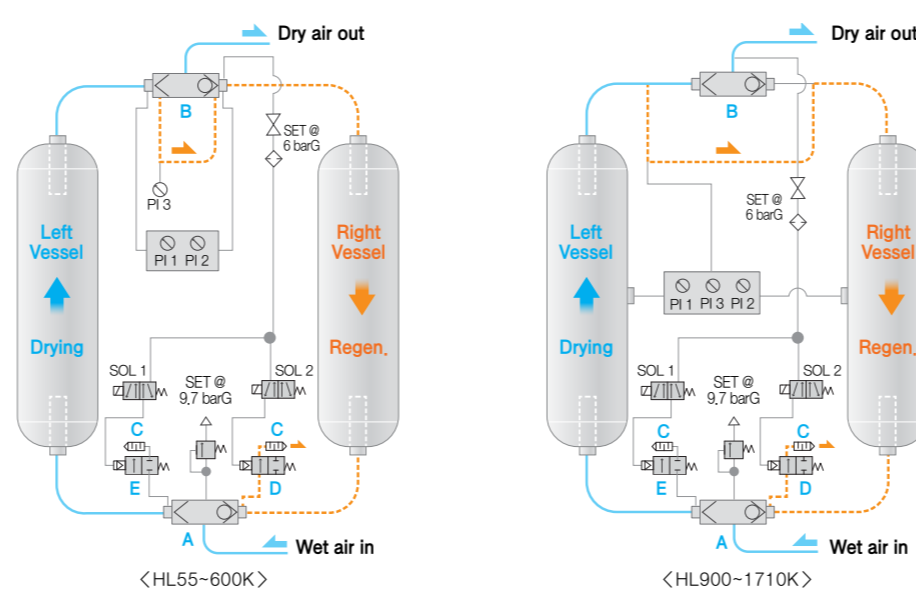 Dry air out
B
SET @
6 barG
PI 3
PI 1 PI 2
Left
Vessel
Right
Vessel
Drying
Regen.
SOL 1
SET @
9.7 barG
SOL 2
C
C
E
D
A
Wet air in
<HL55~600K>
Dry air out
B
SET @
6 barG
Left
Vessel
Right
Vessel
PI 1 PI 3 PI 2
Drying
Regen.
SOL 1
SET @
9.7 barG
SOL 2
C
C
E
D
A
Wet air in
<HL900~1710K>